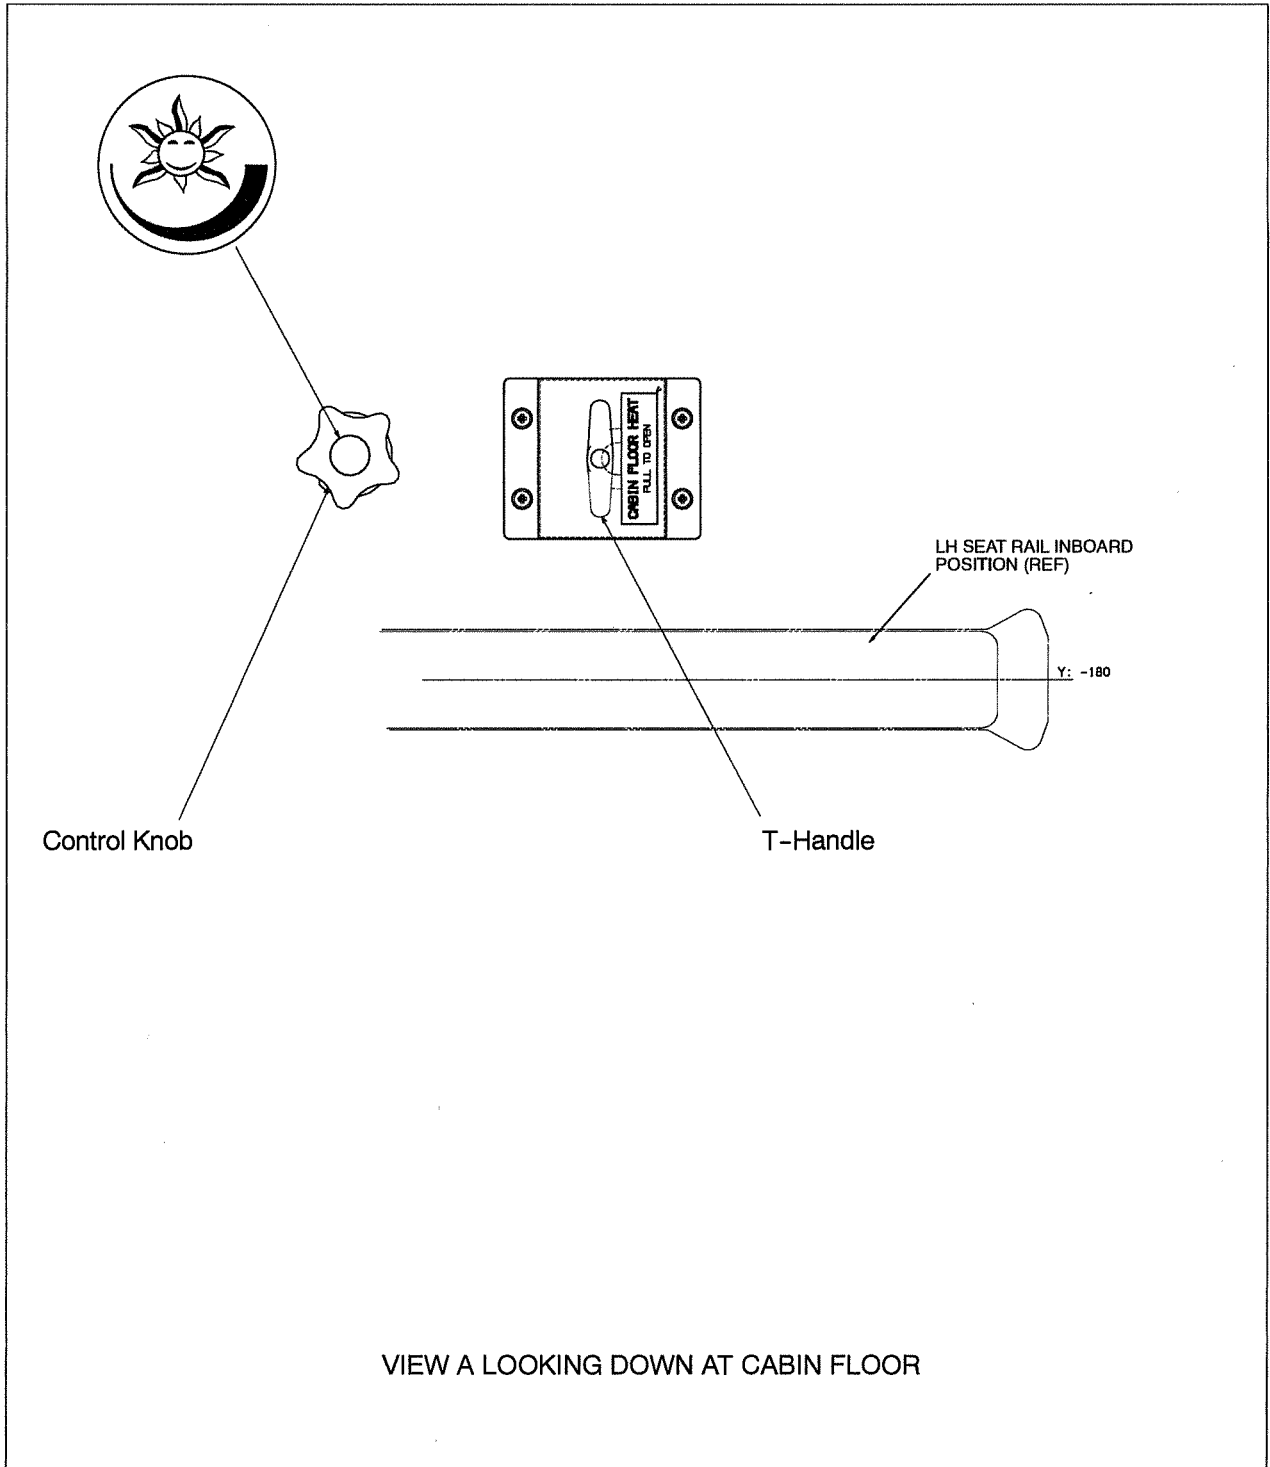 CABIN FLOOR HEAT
PULL TO OPEN
LH SEAT RAIL INBOARD
POSITION (REF)
Y: -180
Control Knob
T-Handle
VIEW A LOOKING DOWN AT CABIN FLOOR